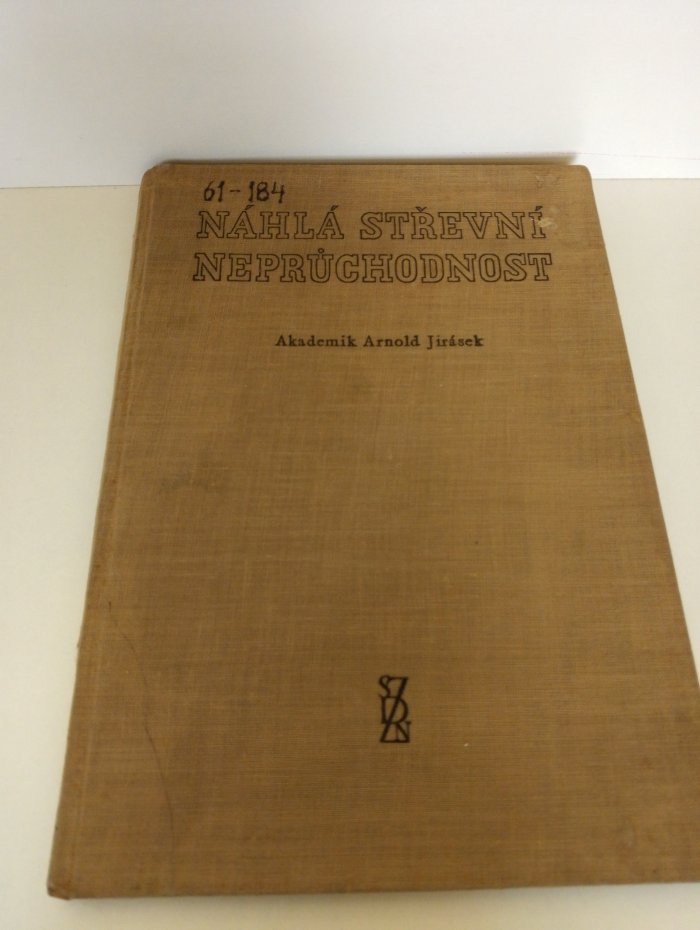 61-184
NÁHLÁ STŘEVNÍ
NEPRŮCHODNOST
Akademik Arnold Jirásek
SZDN